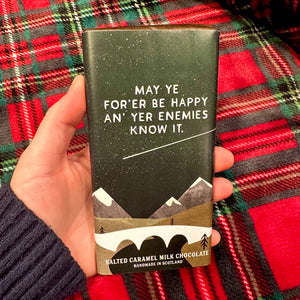 MAY YE
FOR'ER BE HAPPY
AN' YER ENEMIES
KNOW IT.
SALTED CARAMEL MILK CHOCOLATE
HANDMADE IN SCOTLAND